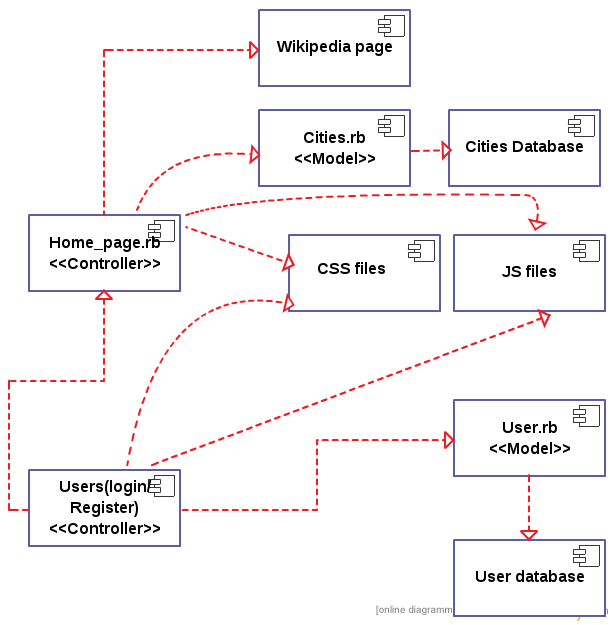 Wikipedia page
Cities.rb
<<Model>>
Cities Database
Home_page.rb
<<Controller>>
CSS files
JS files
User.rb
<<Model>>
Users(login/
Register)
<<Controller>>
User database
[online diagramm